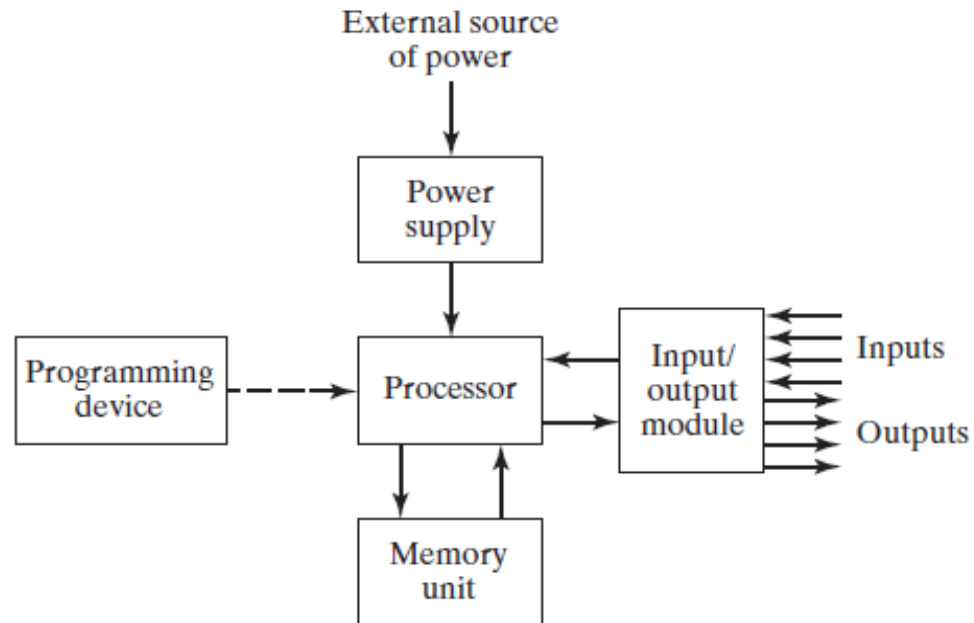 External source
of power
Power
supply
Programming
device
Processor
Input/
output
module
Inputs
Outputs
Memory
unit